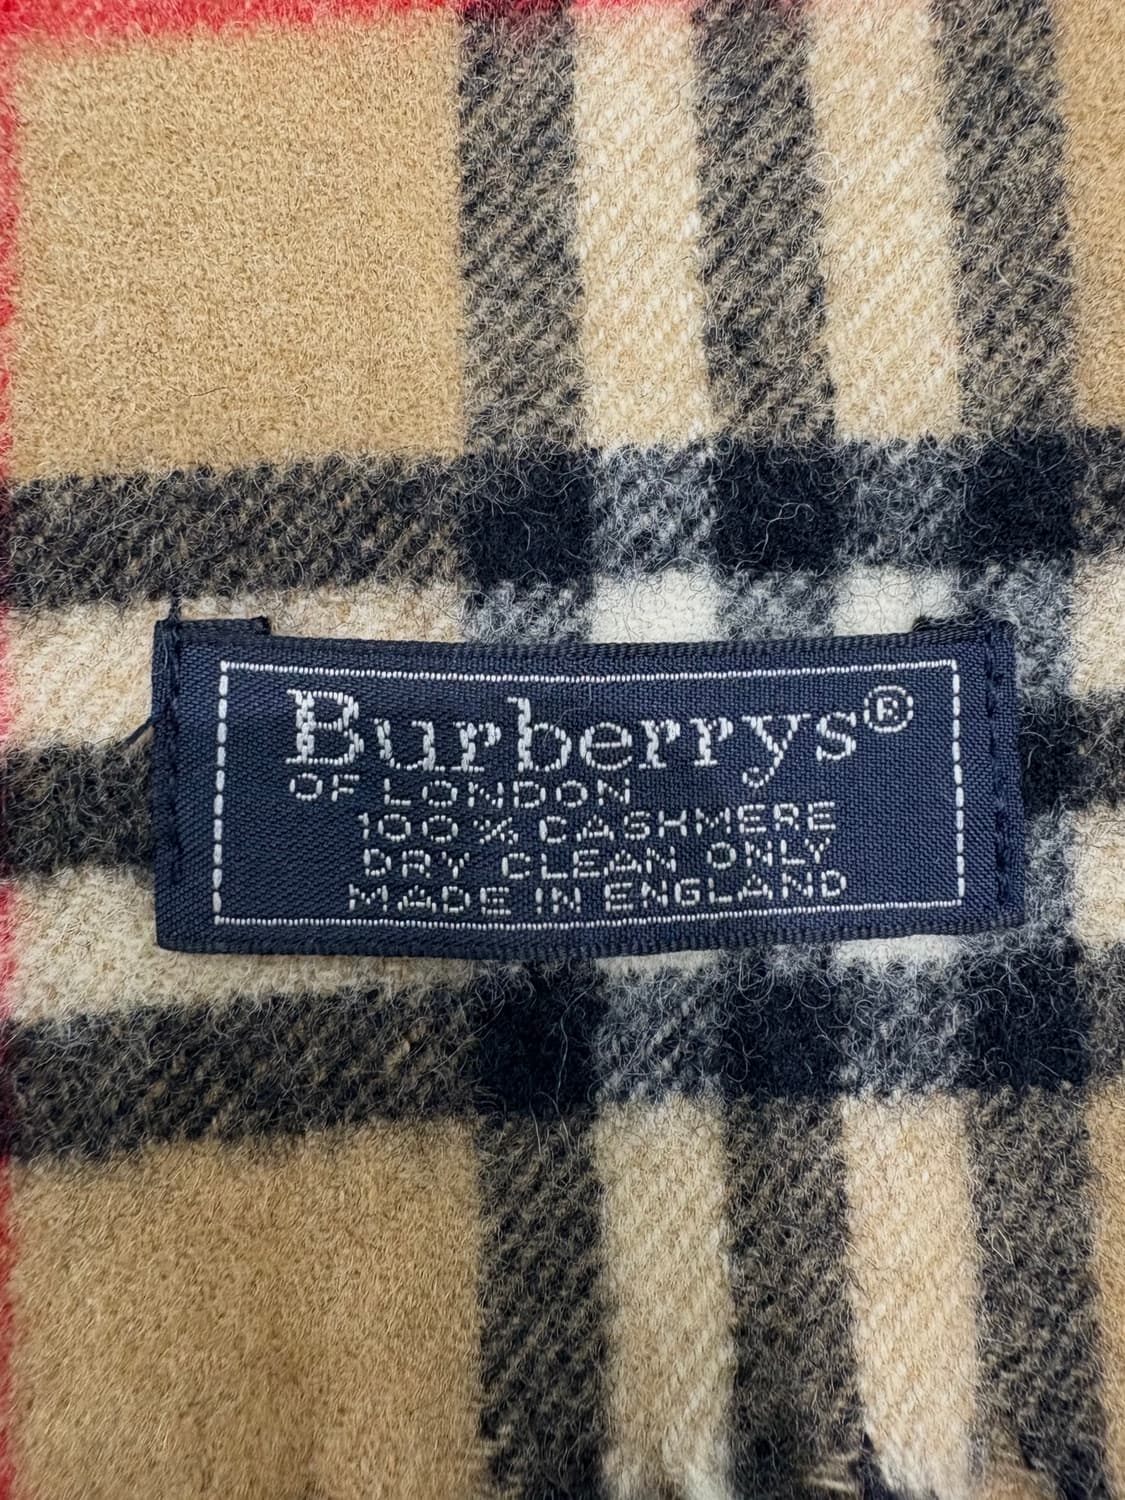 Burberrys®
OF LONDON
100% CASHMERE
DRY CLEAN ONLY
MADE IN ENGLAND